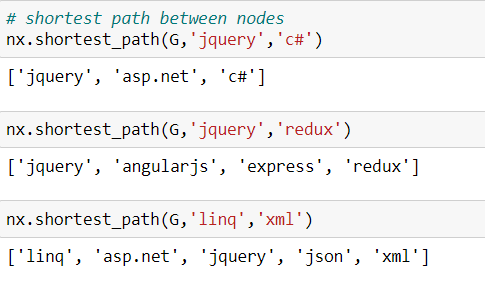 # shortest path between nodes
nx.shortest_path(G,'jquery','c#')
['jquery', 'asp.net', 'c#']
nx.shortest_path(G,'jquery','redux')
['jquery', 'angularjs', 'express', 'redux']
nx.shortest_path(G,'linq','xml')
['linq', 'asp.net', 'jquery', 'json', 'xml']